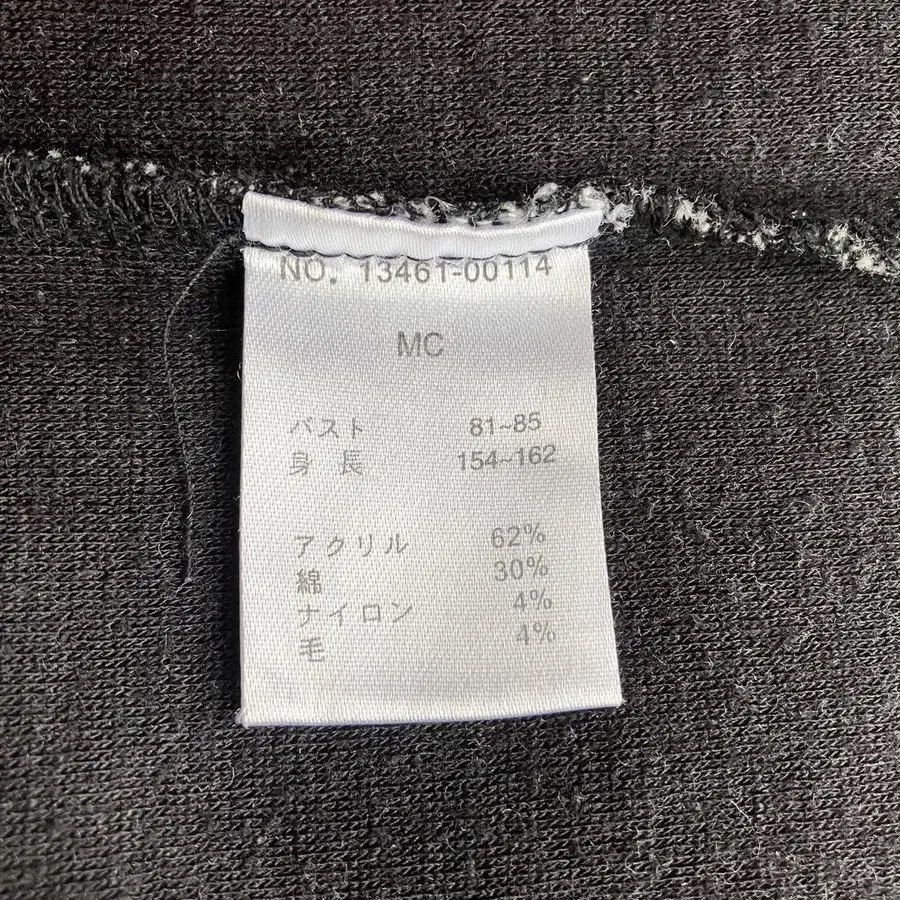 NO. 13461-00114
MC
バスト 81~85
身 長 154~162
アクリル 62%
綿 30%
ナイロン 4%
毛 4%